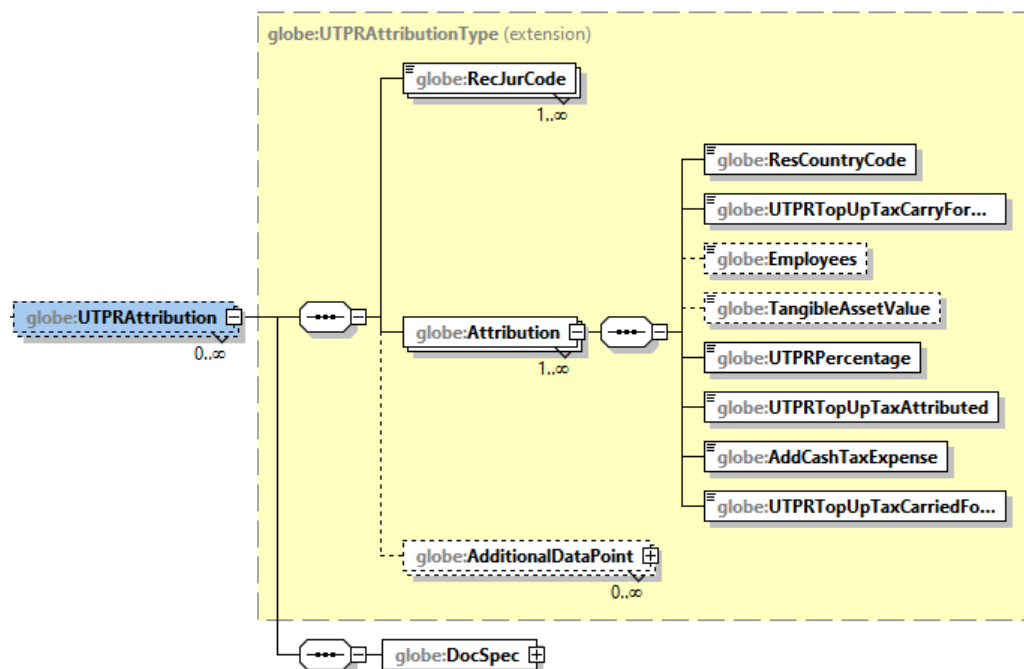 globe:UTPRAttributionType (extension)
globe:RecJurCode
1..∞
globe:ResCountryCode
globe:UTPRTopUpTaxCarryFor...
globe:Employees
globe:UTPRAttribution
0..∞
globe:TangibleAssetValue
globe:Attribution
1..∞
globe:UTPRPercentage
globe:UTPRTopUpTaxAttributed
globe:AddCashTaxExpense
globe:UTPRTopUpTaxCarriedFo...
globe:AdditionalDataPoint
0..∞
globe:DocSpec